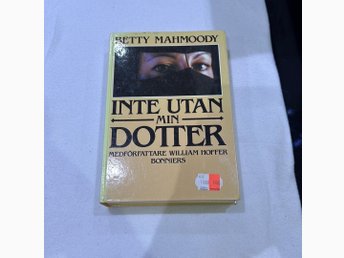 BETTY MAHMOODY
INTE UTAN
MIN
DOTTER
MEDFÖRFATTARE WILLIAM HOFFER
BONNIERS